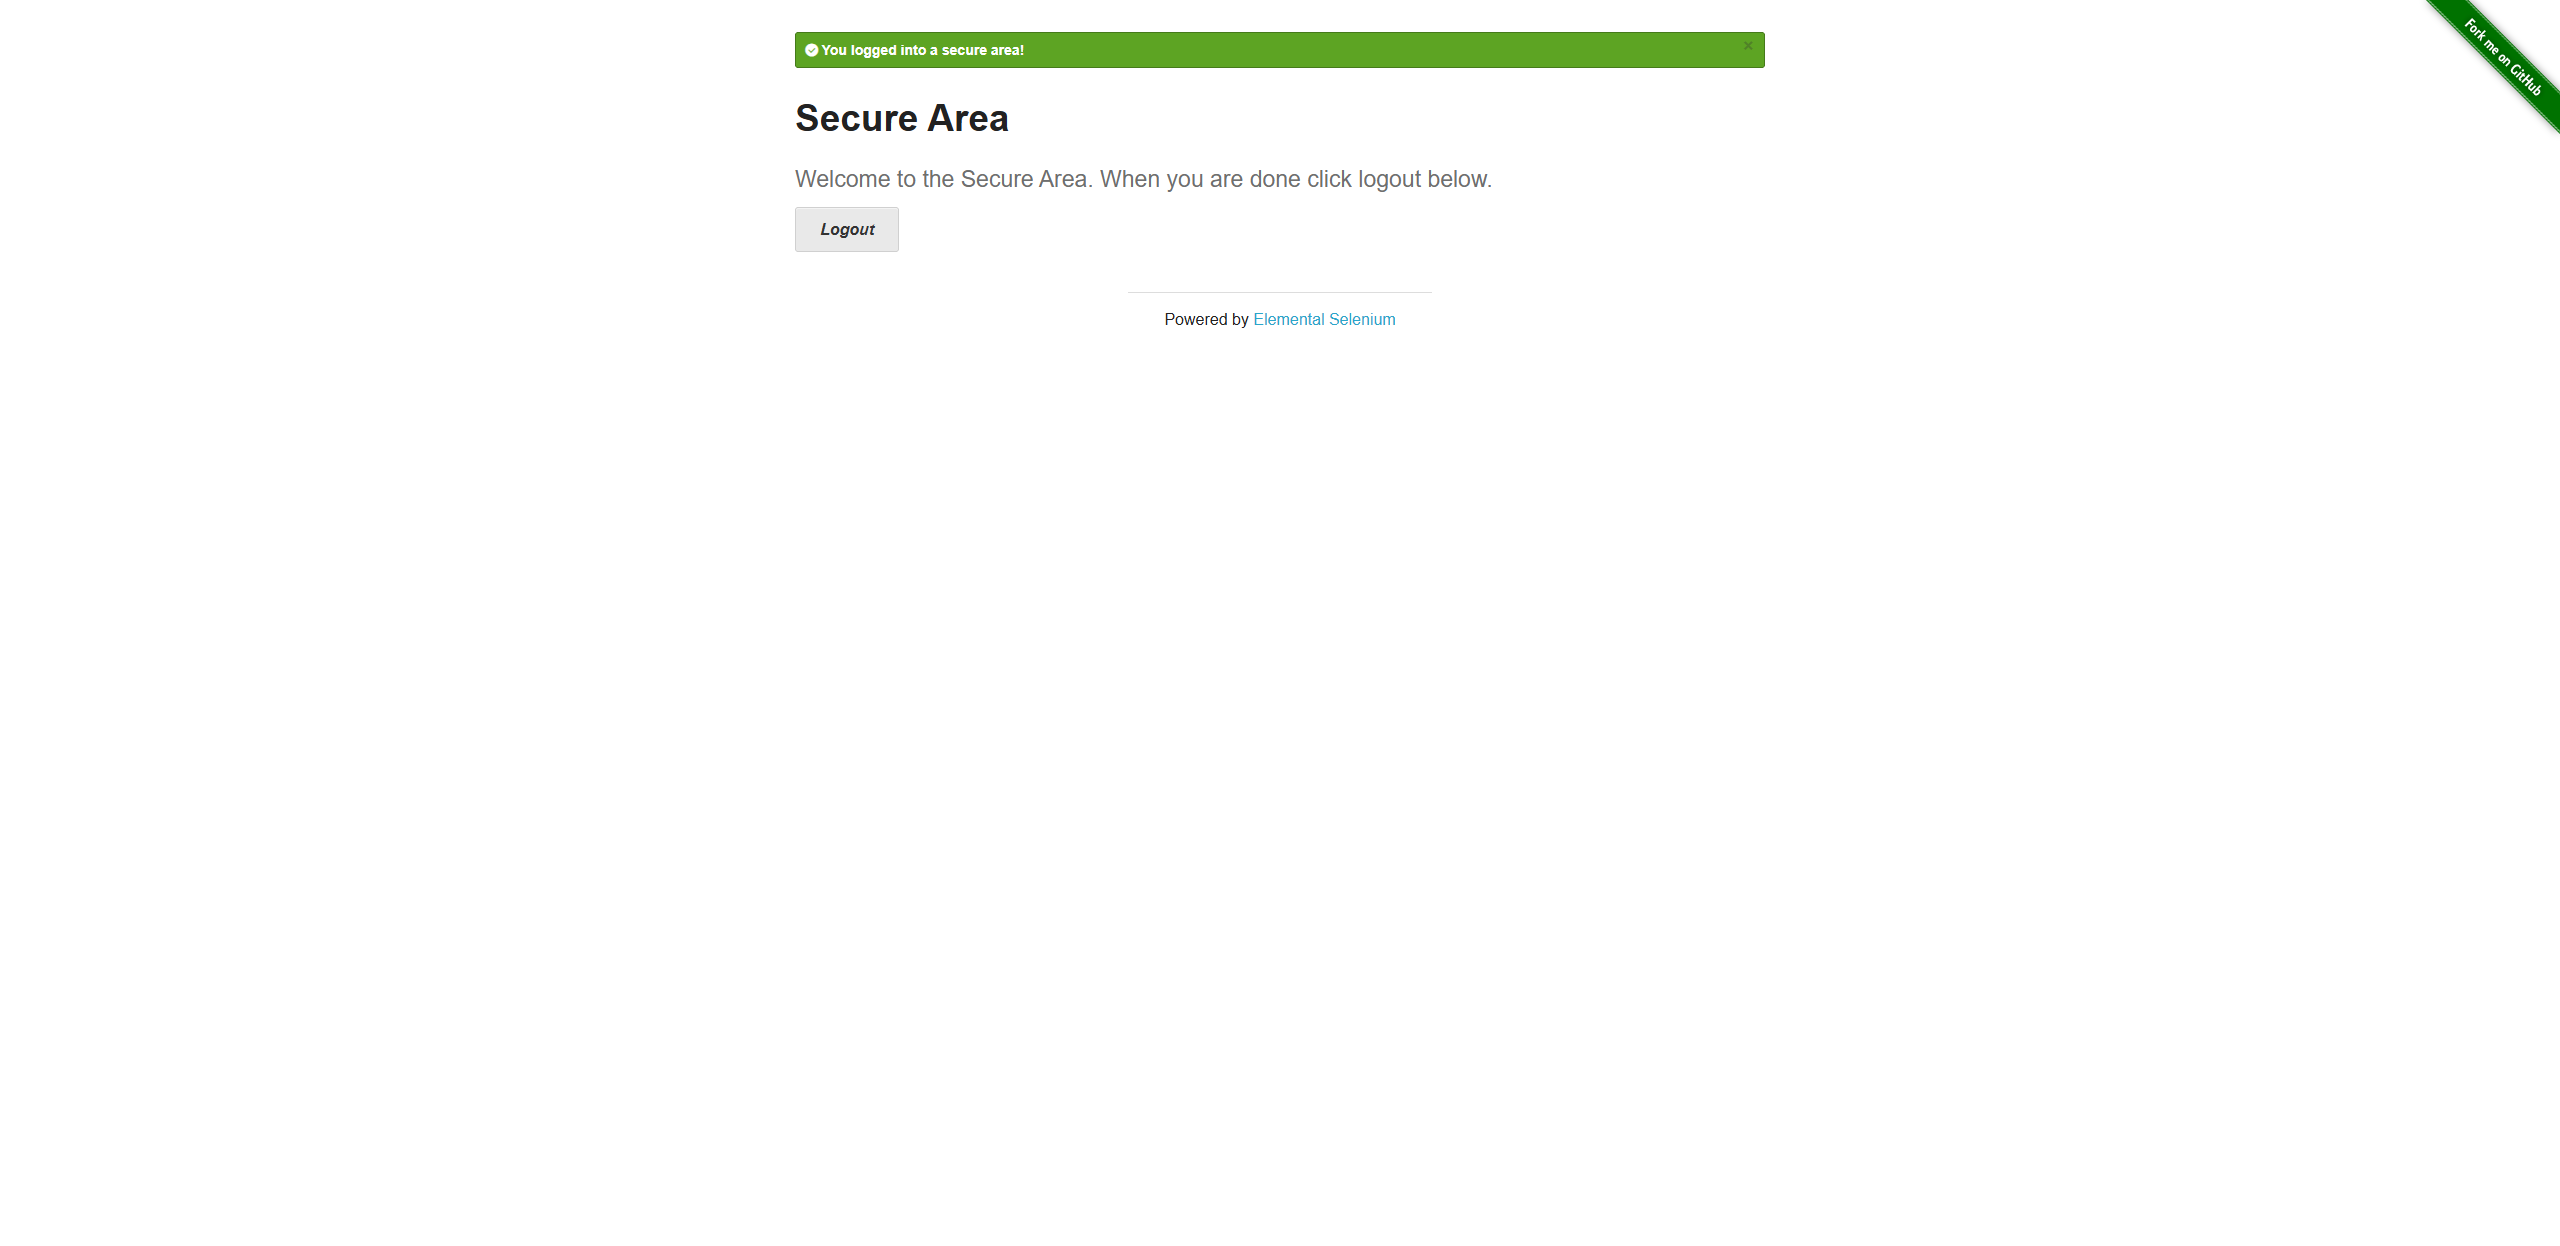 You logged into a secure area!
×
Fork me on GitHub
Secure Area
Welcome to the Secure Area. When you are done click logout below.
Logout
Powered by Elemental Selenium